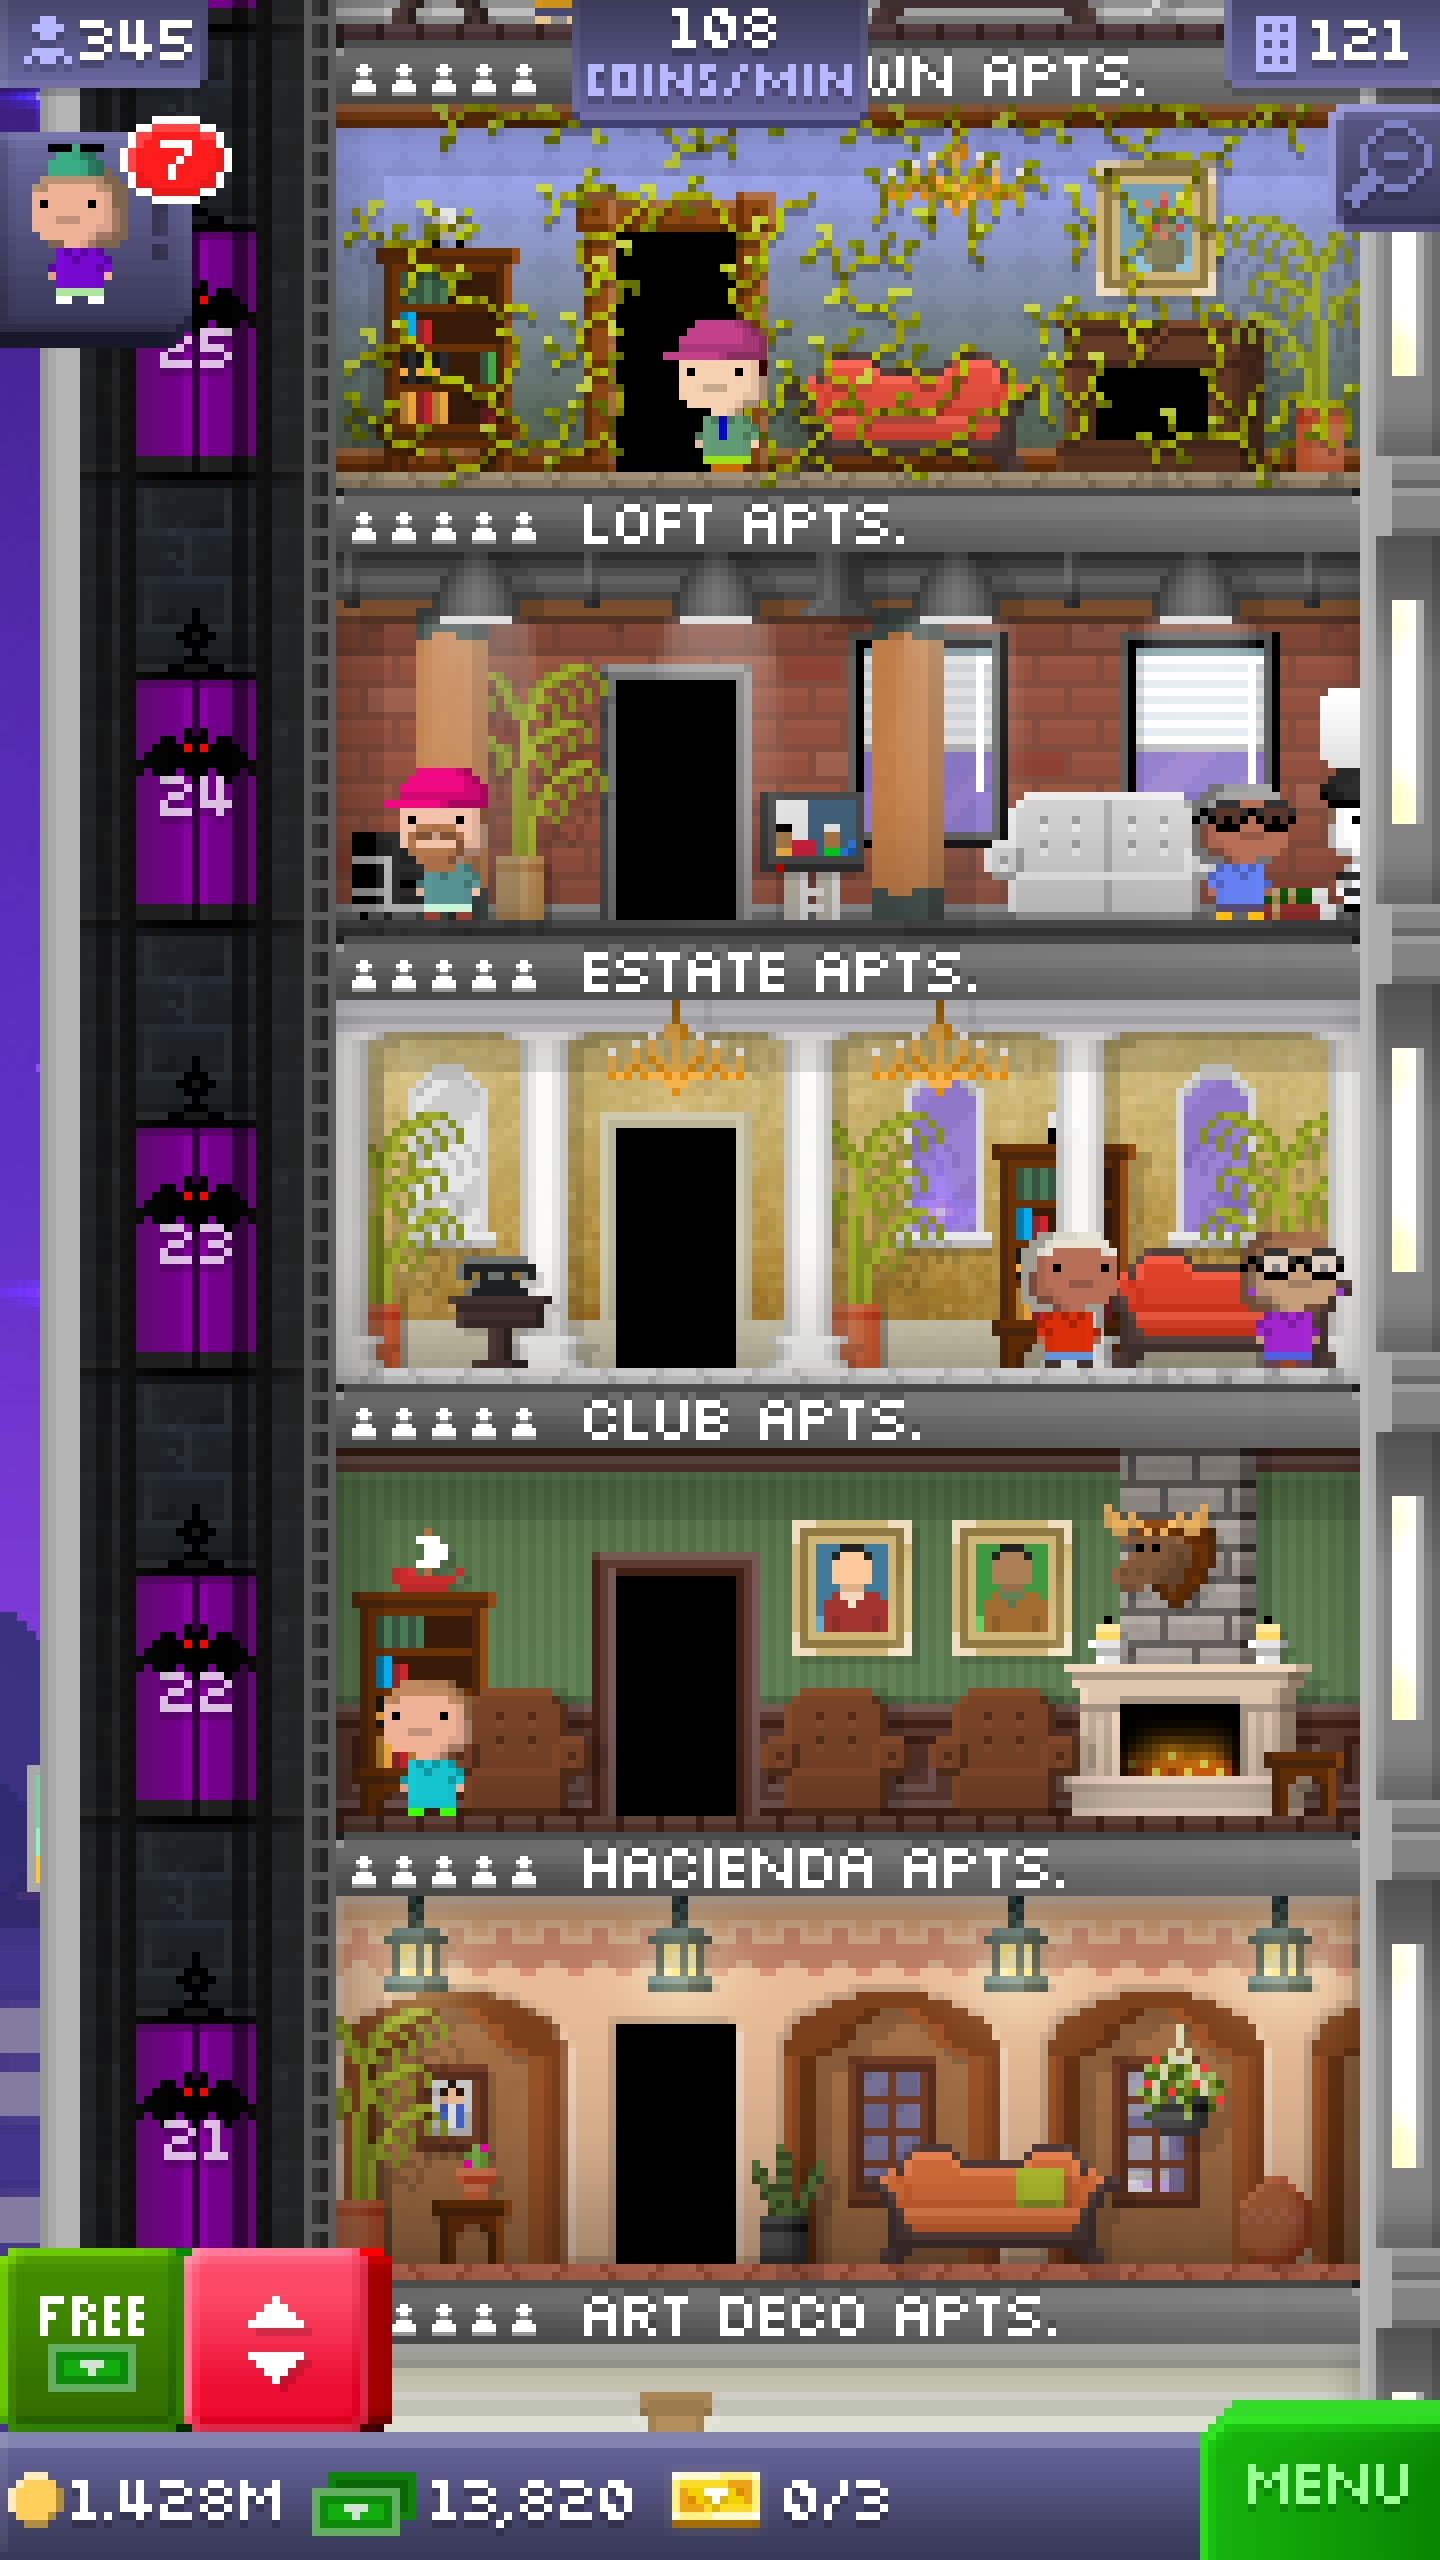 345
108
COINS/MIN
121
7
WN APTS.
25
LOFT APTS.
24
ESTATE APTS.
23
CLUB APTS.
22
HACIENDA APTS.
21
FREE
ART DECO APTS.
1.428M
13,820
0/3
MENU